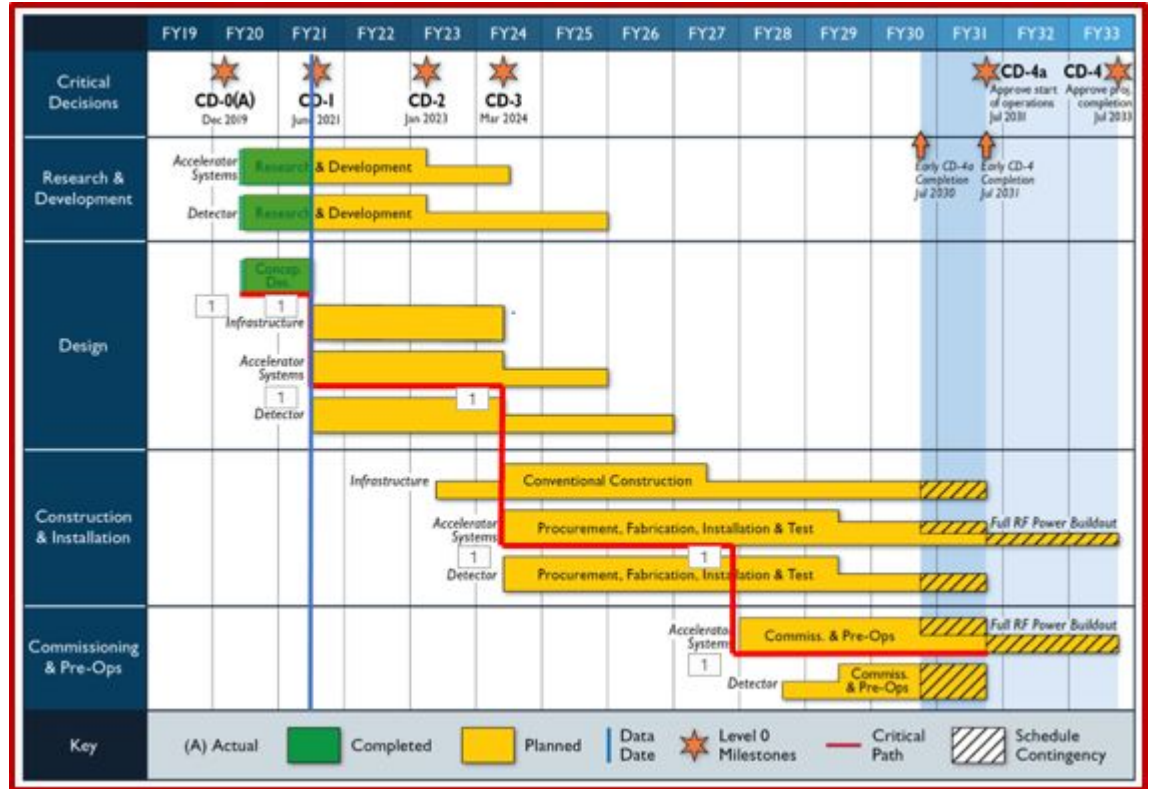 FY19 FY20 FY21 FY22 FY23 FY24 FY25 FY26 FY27 FY28 FY29 FY30 FY31 FY32 FY33
Critical
Decisions
CD-0(A)
Dec 2019
CD-1
June 2021
CD-2
Jan 2023
CD-3
Mar 2024
CD-4a
Approve start
of operations
Jul 2031
CD-4
Approve proj.
completion
Jul 2033
Early CD-4a
Completion
Jul 2030
Early CD-4
Completion
Jul 2031
Research &
Development
Accelerator
Systems
Research & Development
Detector
Research & Development
Design
Concep.
Des.
1
1
Infrastructure
Accelerator
Systems
1
1
Detector
Construction
& Installation
Infrastructure
Conventional Construction
Accelerator
Systems
Procurement, Fabrication, Installation & Test
Full RF Power Buildout
1
1
Detector
Procurement, Fabrication, Installation & Test
Commissioning
& Pre-Ops
Accelerator
Systems
Commiss. & Pre-Ops
Full RF Power Buildout
1
Detector
Commiss.
& Pre-Ops
Key
(A) Actual
Completed
Planned
Data
Date
Level 0
Milestones
Critical
Path
Schedule
Contingency